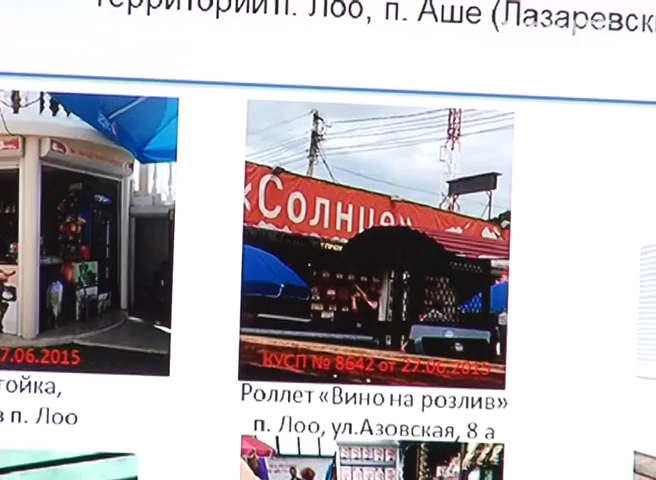 территории п. Лоо, п. Аше (Лазаревск
«Солнце»
7.06.2015
КУСП № 8642 от 27.06.2015
тойка,
в п. Лоо
Роллет «Вино на розлив»
п. Лоо, ул.Азовская, 8 а